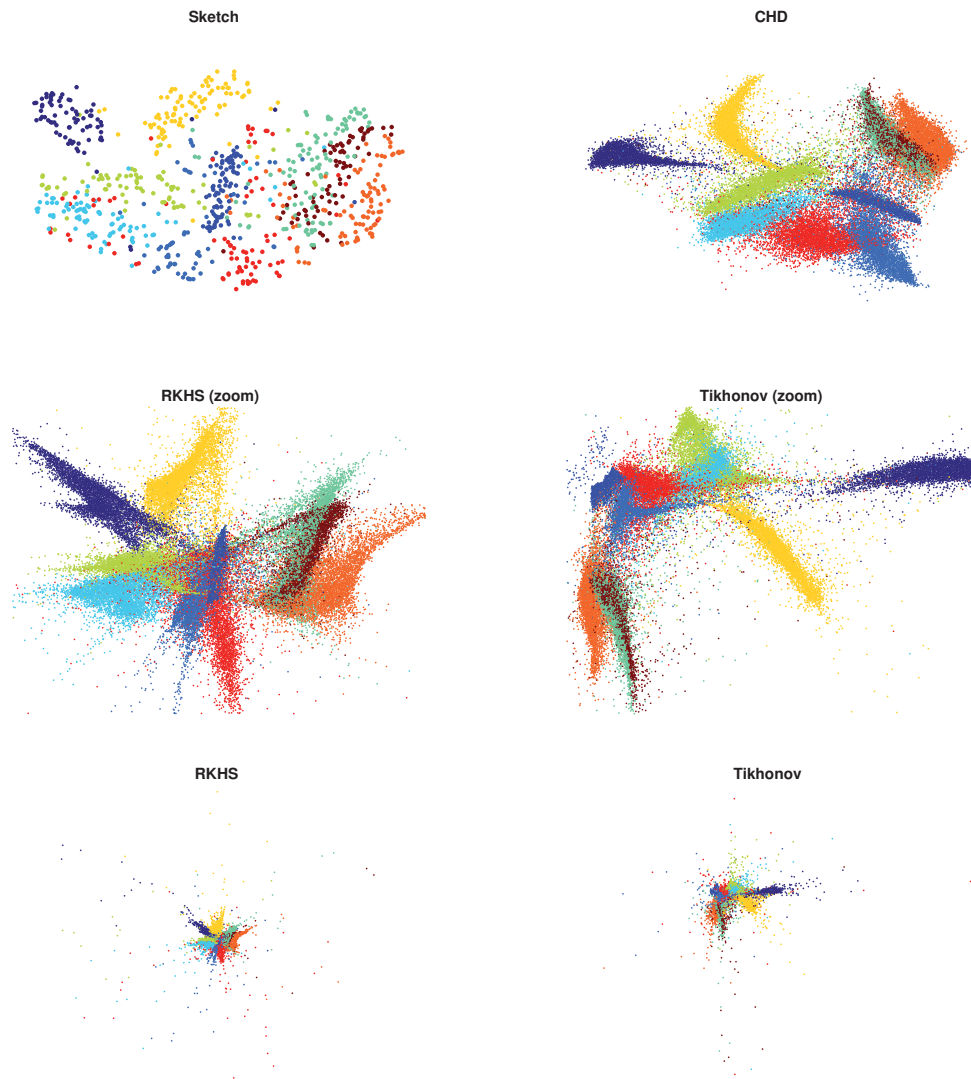 Sketch
CHD
RKHS (zoom)
Tikhonov (zoom)
RKHS
Tikhonov